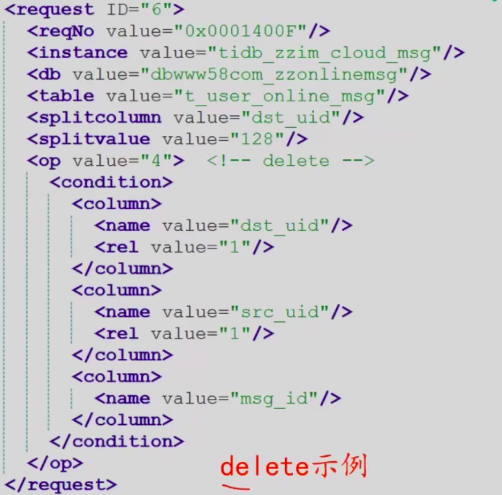 <request ID="6">
<reqNo value="0x0001400F"/>
<instance value="tidb_zzim_cloud_msg"/>
<db value="dbwww58com_zzonlinemsg"/>
<table value="t_user_online_msg"/>
<splitcolumn value="dst_uid"/>
<splitvalue value="128"/>
<op value="4"> <!-- delete -->
<condition>
<column>
<name value="dst_uid"/>
<rel value="1"/>
</column>
<column>
<name value="src_uid"/>
<rel value="1"/>
</column>
<column>
<name value="msg_id"/>
</column>
</condition>
</op>
delete示例
</request>